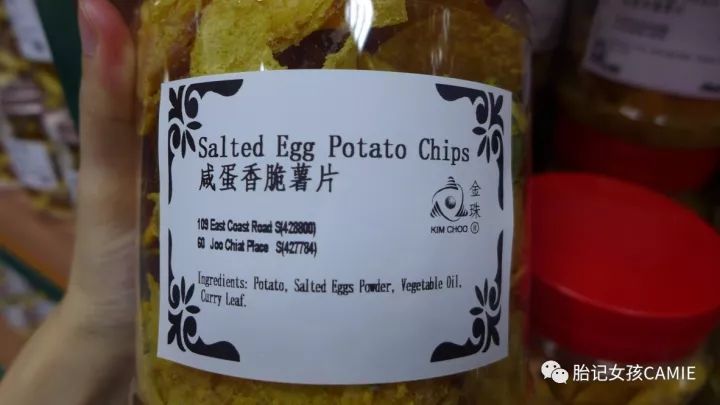 Salted Egg Potato Chips
咸蛋香脆薯片
金珠
KIM CHOO ®
109 East Coast Road S(428800)
60 Joo Chiat Place S(427784)
Ingredients: Potato, Salted Eggs Powder, Vegetable Oil.
Curry Leaf.
胎记女孩CAMIE